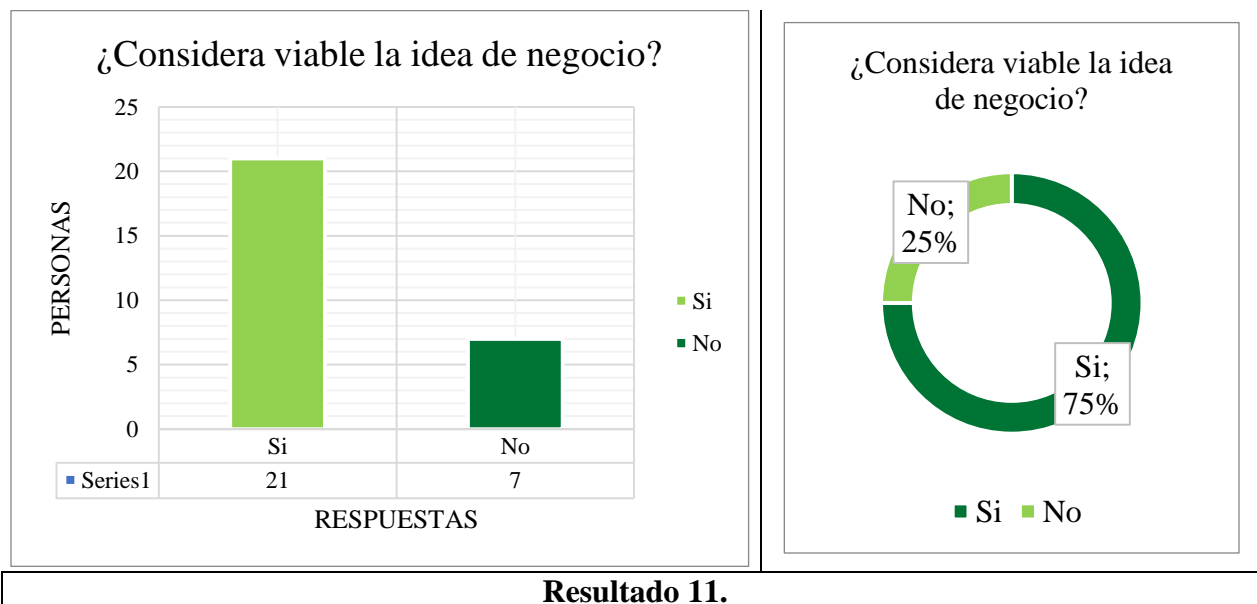 ¿Considera viable la idea de negocio?
25
20
15
10
5
0
PERSONAS
Si
No
Series1 21 7
RESPUESTAS
Si
No
¿Considera viable la idea
de negocio?
No;
25%
Si;
75%
Si No
Resultado 11.